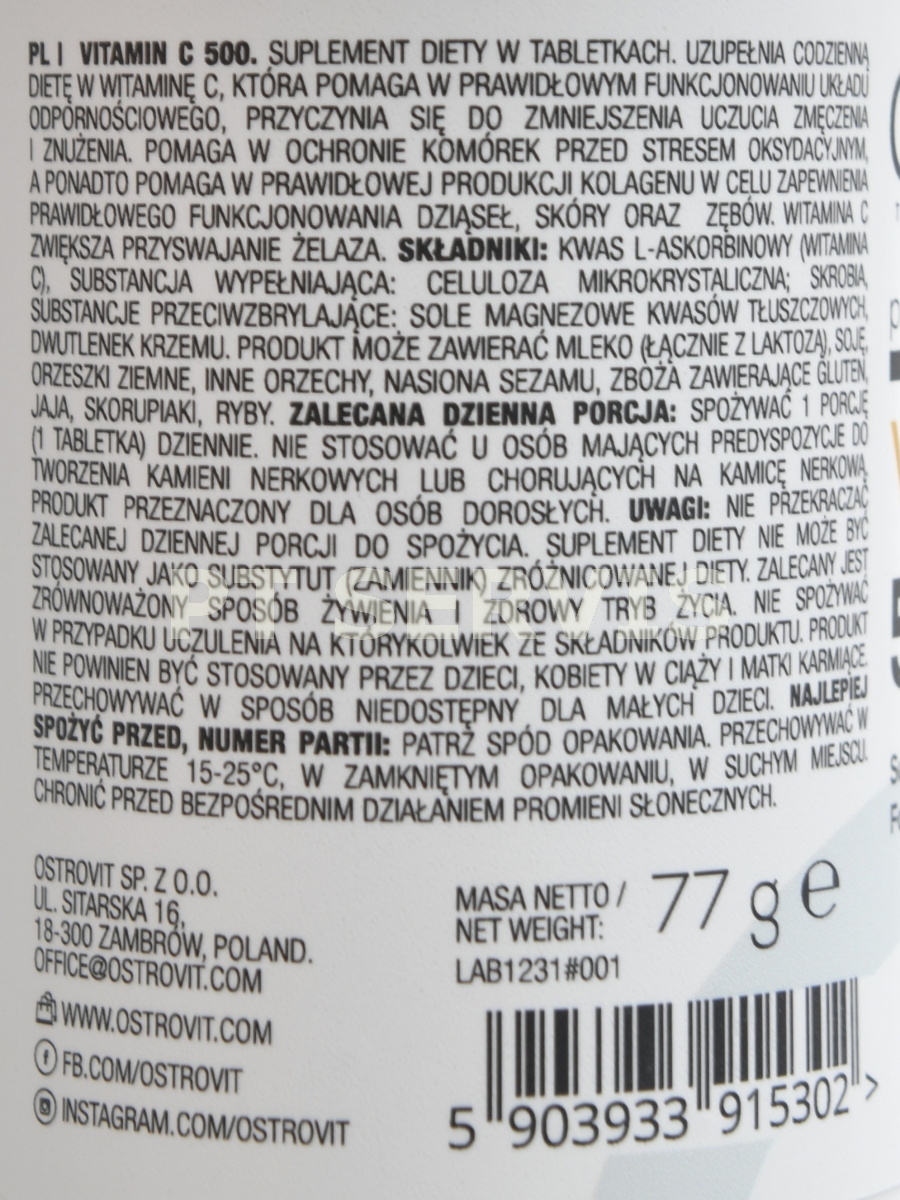 PL | VITAMIN C 500. SUPLEMENT DIETY W TABLETKACH. UZUPEŁNIA CODZIENNĄ
DIETĘ W WITAMINĘ C, KTÓRA POMAGA W PRAWIDŁOWYM FUNKCJONOWANIU UKŁADU
ODPORNOŚCIOWEGO, PRZYCZYNIA SIĘ DO ZMNIEJSZENIA UCZUCIA ZMĘCZENIA
I ZNUŻENIA. POMAGA W OCHRONIE KOMÓREK PRZED STRESEM OKSYDACYJNYM,
A PONADTO POMAGA W PRAWIDŁOWEJ PRODUKCJI KOLAGENU W CELU ZAPEWNIENIA
PRAWIDŁOWEGO FUNKCJONOWANIA DZIĄSEŁ, SKÓRY ORAZ ZĘBÓW. WITAMINA C
ZWIĘKSZA PRZYSWAJANIE ŻELAZA. SKŁADNIKI: KWAS L-ASKORBINOWY (WITAMINA
C), SUBSTANCJA WYPEŁNIAJĄCA: CELULOZA MIKROKRYSTALICZNA; SKROBIA,
SUBSTANCJE PRZECIWZBRYLAJĄCE: SOLE MAGNEZOWE KWASÓW TŁUSZCZOWYCH,
DWUTLENEK KRZEMU. PRODUKT MOŻE ZAWIERAĆ MLEKO (ŁĄCZNIE Z LAKTOZĄ), SOJĘ,
ORZESZKI ZIEMNE, INNE ORZECHY, NASIONA SEZAMU, ZBOŻA ZAWIERAJĄCE GLUTEN,
JAJA, SKORUPIAKI, RYBY. ZALECANA DZIENNA PORCJA: SPOŻYWAĆ 1 PORCJĘ
(1 TABLETKA) DZIENNIE. NIE STOSOWAĆ U OSÓB MAJĄCYCH PREDYSPOZYCJE DO
TWORZENIA KAMIENI NERKOWYCH LUB CHORUJĄCYCH NA KAMICĘ NERKOWĄ.
PRODUKT PRZEZNACZONY DLA OSÓB DOROSŁYCH. UWAGI: NIE PRZEKRACZAĆ
ZALECANEJ DZIENNEJ PORCJI DO SPOŻYCIA. SUPLEMENT DIETY NIE MOŻE BYĆ
STOSOWANY JAKO SUBSTYTUT (ZAMIENNIK) ZRÓŻNICOWANEJ DIETY. ZALECANY JEST
ZRÓWNOWAŻONY SPOSÓB ŻYWIENIA I ZDROWY TRYB ŻYCIA. NIE SPOŻYWAĆ
W PRZYPADKU UCZULENIA NA KTÓRYKOLWIEK ZE SKŁADNIKÓW PRODUKTU. PRODUKT
NIE POWINIEN BYĆ STOSOWANY PRZEZ DZIECI, KOBIETY W CIĄŻY I MATKI KARMIĄCE.
PRZECHOWYWAĆ W SPOSÓB NIEDOSTĘPNY DLA MAŁYCH DZIECI. NAJLEPIEJ
SPOŻYĆ PRZED, NUMER PARTII: PATRZ SPÓD OPAKOWANIA. PRZECHOWYWAĆ W
TEMPERATURZE 15-25°C, W ZAMKNIĘTYM OPAKOWANIU, W SUCHYM MIEJSCU.
CHRONIĆ PRZED BEZPOŚREDNIM DZIAŁANIEM PROMIENI SŁONECZNYCH.
PT SERWIS
OSTROVIT SP. Z O.O.
UL. SITARSKA 16,
18-300 ZAMBRÓW, POLAND.
OFFICE@OSTROVIT.COM
WWW.OSTROVIT.COM
FB.COM/OSTROVIT
INSTAGRAM.COM/OSTROVIT
MASA NETTO /
NET WEIGHT: 77 g e
LAB1231#001
5 903933 915302 >